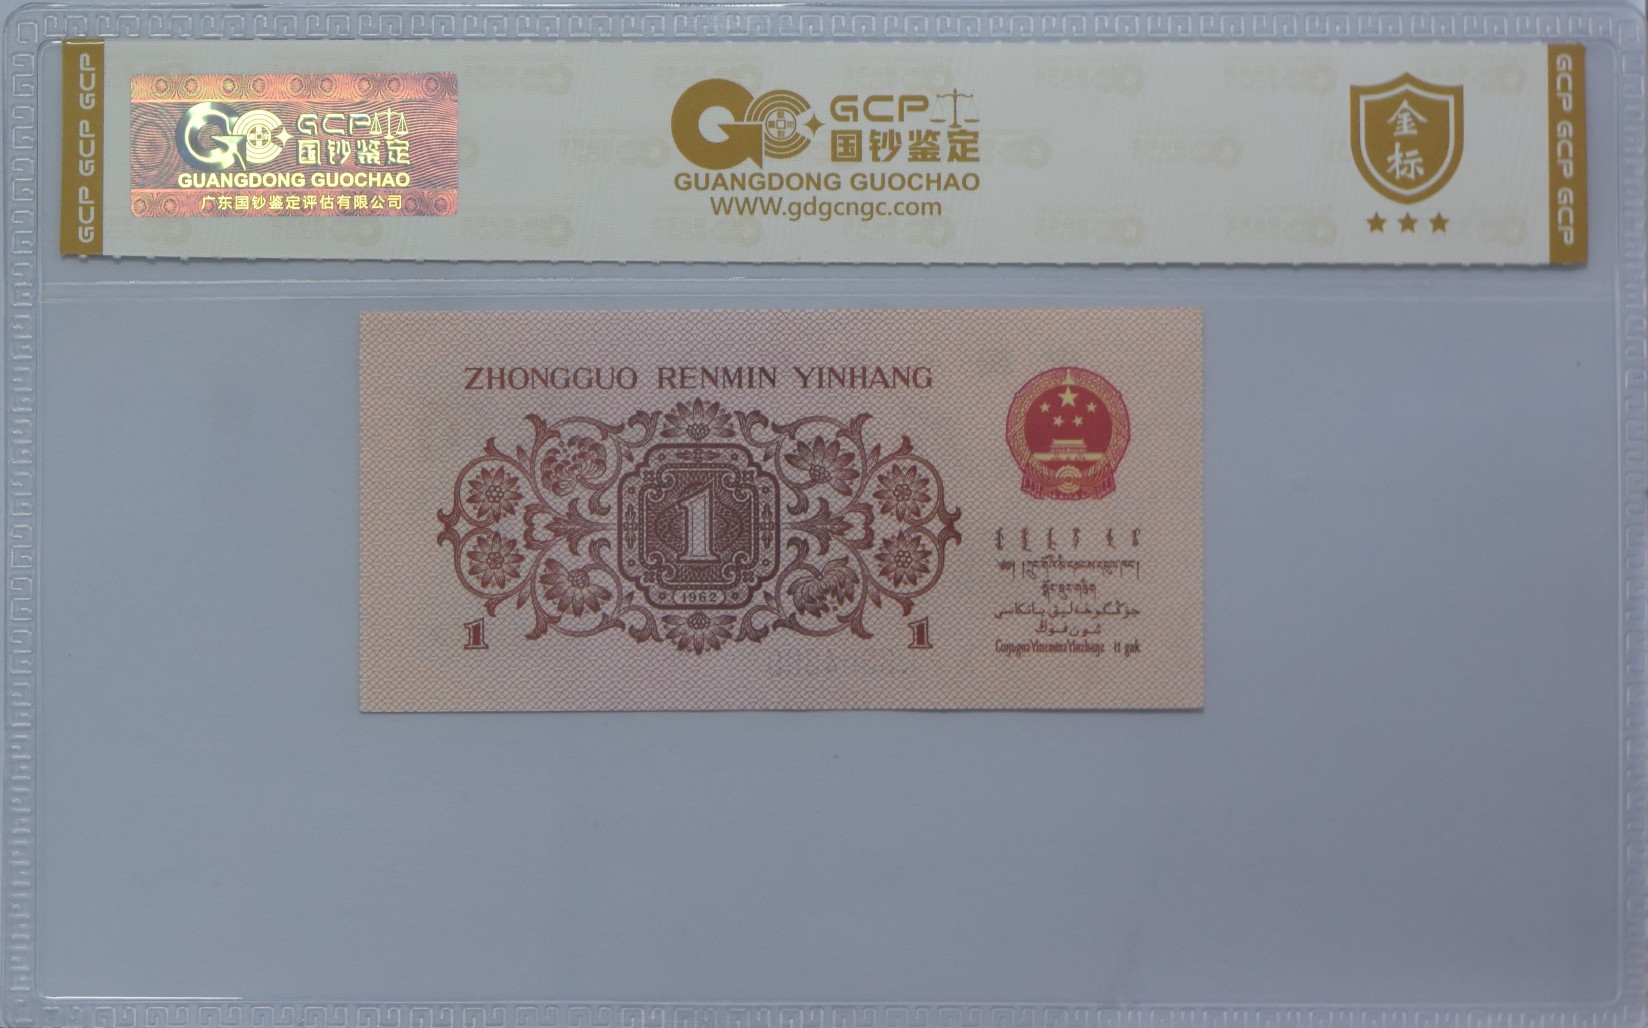 GCP GCP GCP
GCP
国钞鉴定
GUANGDONG GUOCHAO
广东国钞鉴定评估有限公司
GCP
国钞鉴定
GUANGDONG GUOCHAO
WWW.gdgcngc.com
金标
GCP GCP GCP
ZHONGGUO RENMIN YINHANG
1
1962
1
1